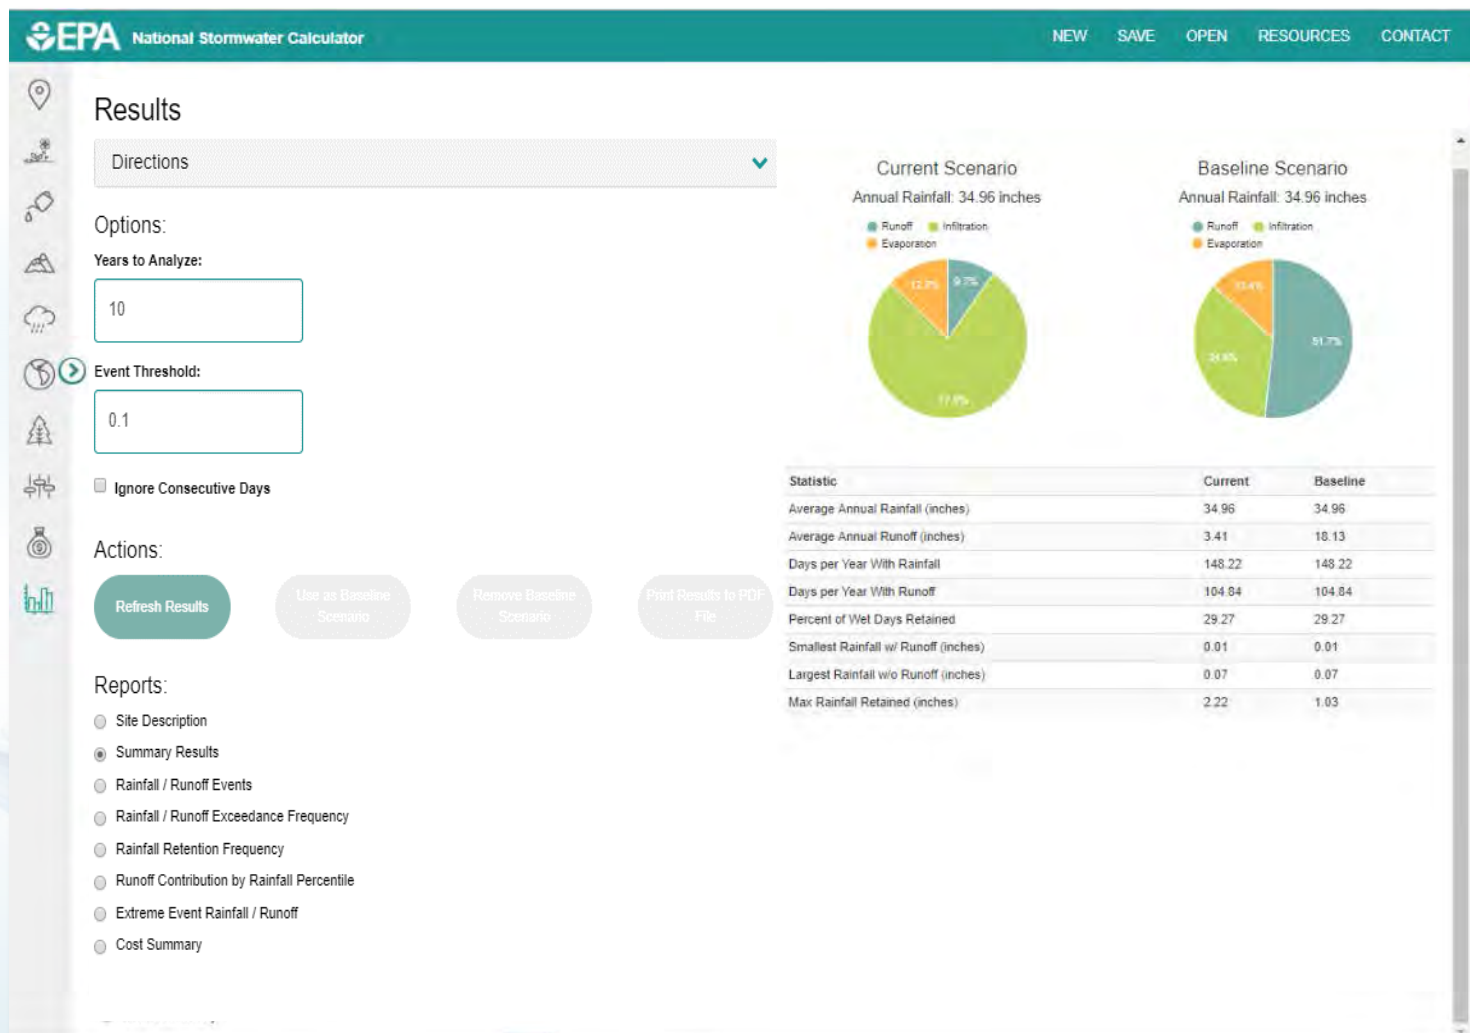 EPA National Stormwater Calculator
NEW SAVE OPEN RESOURCES CONTACT
Results
Directions
Options:
Years to Analyze:
10
Event Threshold:
0.1
Ignore Consecutive Days
Actions:
Refresh Results
Use as Baseline
Scenario
Remove Baseline
Scenario
Print Results to PDF
File
Reports:
Site Description
Summary Results
Rainfall / Runoff Events
Rainfall / Runoff Exceedance Frequency
Rainfall Retention Frequency
Runoff Contribution by Rainfall Percentile
Extreme Event Rainfall / Runoff
Cost Summary
Current Scenario
Annual Rainfall: 34.96 inches
Runoff Infiltration
Evaporation
9.7%
Baseline Scenario
Annual Rainfall: 34.96 inches
Runoff Infiltration
Evaporation
51.7%
Statistic Current Baseline
Average Annual Rainfall (inches) 34.96 34.96
Average Annual Runoff (inches) 3.41 18.13
Days per Year With Rainfall 148.22 148.22
Days per Year With Runoff 104.84 104.84
Percent of Wet Days Retained 29.27 29.27
Smallest Rainfall w/ Runoff (inches) 0.01 0.01
Largest Rainfall w/o Runoff (inches) 0.07 0.07
Max Rainfall Retained (inches) 2.22 1.03